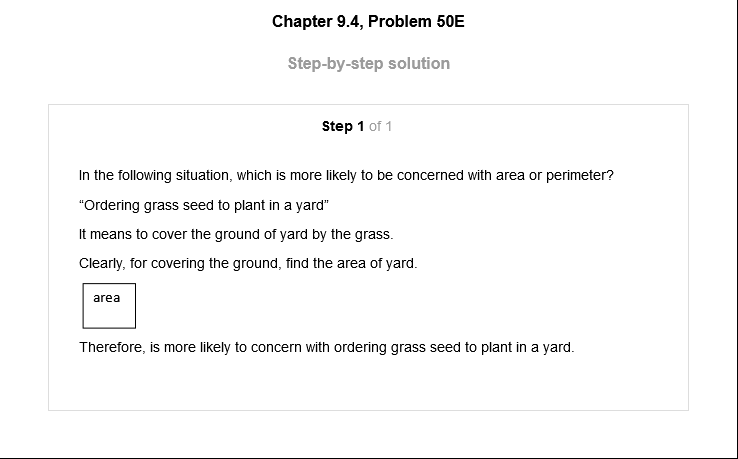 Chapter 9.4, Problem 50E
Step-by-step solution
Step 1 of 1
In the following situation, which is more likely to be concerned with area or perimeter?
“Ordering grass seed to plant in a yard”
It means to cover the ground of yard by the grass.
Clearly, for covering the ground, find the area of yard.
area
Therefore, is more likely to concern with ordering grass seed to plant in a yard.